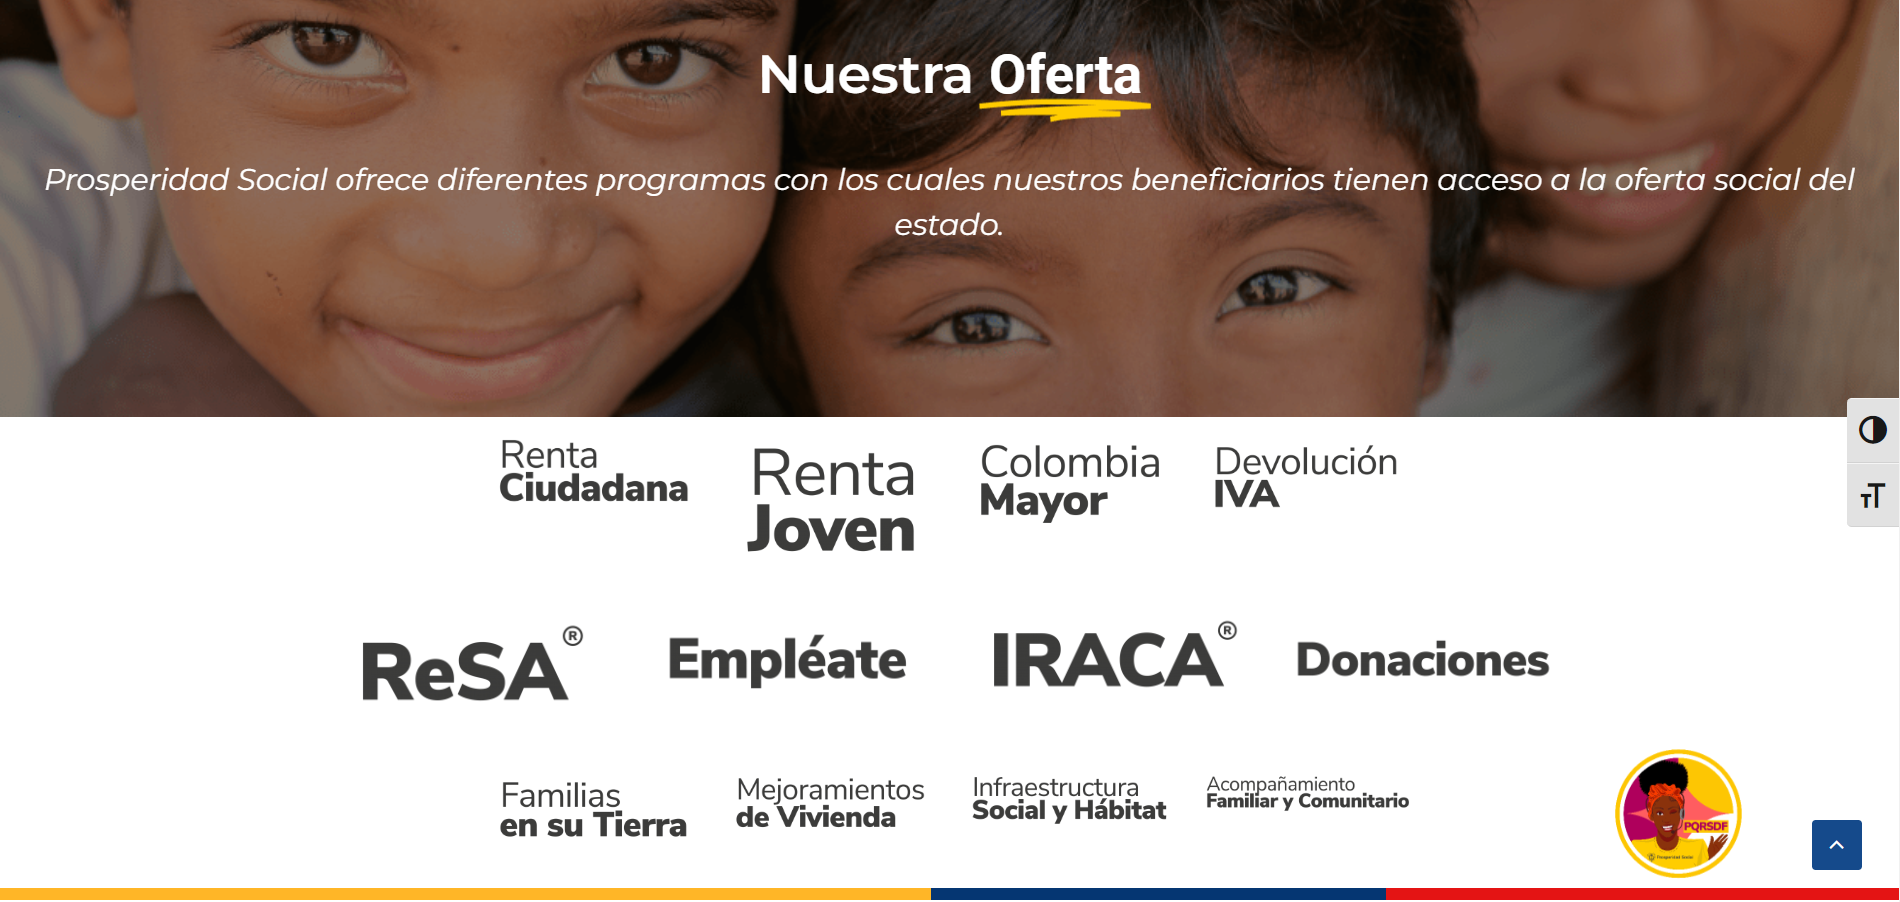 Nuestra Oferta
Prosperidad Social ofrece diferentes programas con los cuales nuestros beneficiarios tienen acceso a la oferta social del
estado.
Renta
Ciudadana
Renta
Joven
Colombia
Mayor
Devolución
IVA
ReSA®
Empléate
IRACA®
Donaciones
Familias
en su Tierra
Mejoramientos
de Vivienda
Infraestructura
Social y Hábitat
Acompañamiento
Familiar y Comunitario
PQRSDF
Prosperidad Social